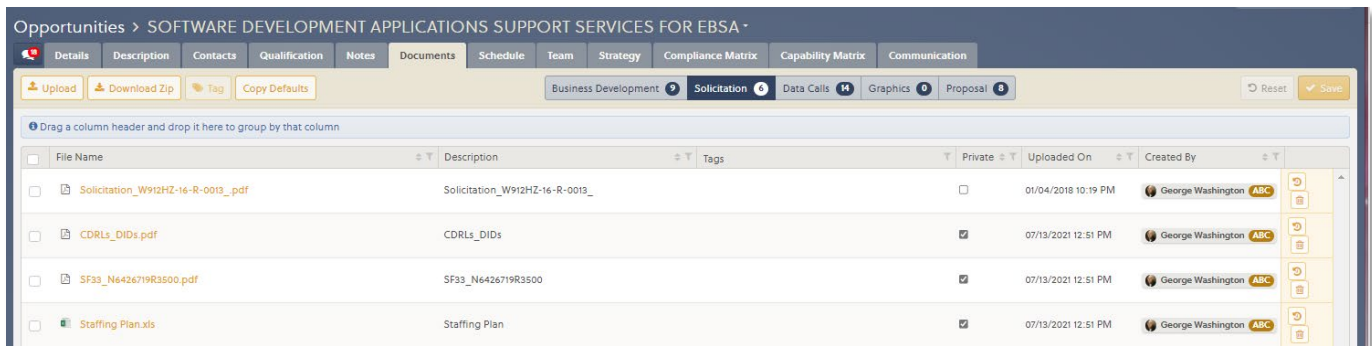 Opportunities > SOFTWARE DEVELOPMENT APPLICATIONS SUPPORT SERVICES FOR EBSA
Details Description Contacts Qualification Notes Documents Schedule Team Strategy Compliance Matrix Capability Matrix Communication
Upload Download Zip Tag Copy Defaults Business Development 9 Solicitation 6 Data Calls 14 Graphics 0 Proposal 8 Reset Save
Drag a column header and drop it here to group by that column
File Name Description Tags Private Uploaded On Created By
Solicitation_W912HZ-16-R-0013_.pdf Solicitation_W912HZ-16-R-0013_ 01/04/2018 10:19 PM George Washington ABC
CDRLs_DIDs.pdf CDRLs_DIDs 07/13/2021 12:51 PM George Washington ABC
SF33_N6426719R3500.pdf SF33_N6426719R3500 07/13/2021 12:51 PM George Washington ABC
Staffing Plan.xls Staffing Plan 07/13/2021 12:51 PM George Washington ABC